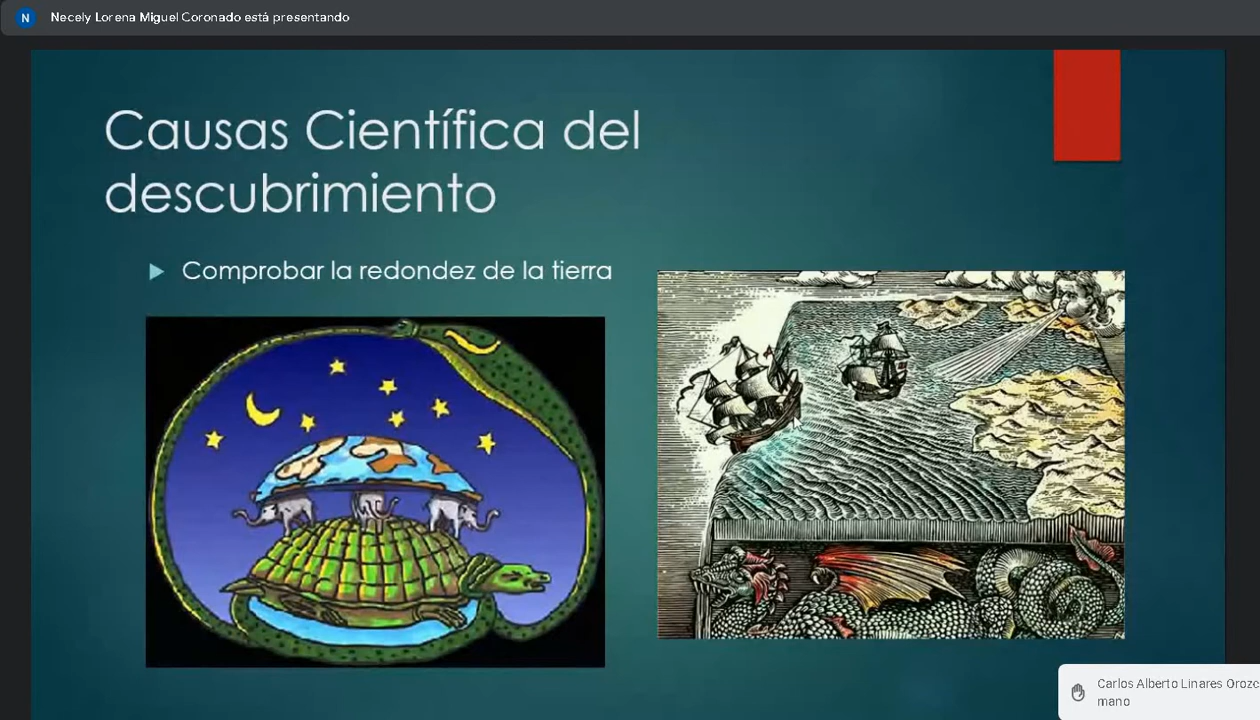 N Necely Lorena Miguel Coronado está presentando
Causas Científica del
descubrimiento
Comprobar la redondez de la tierra
Carlos Alberto Linares
mano